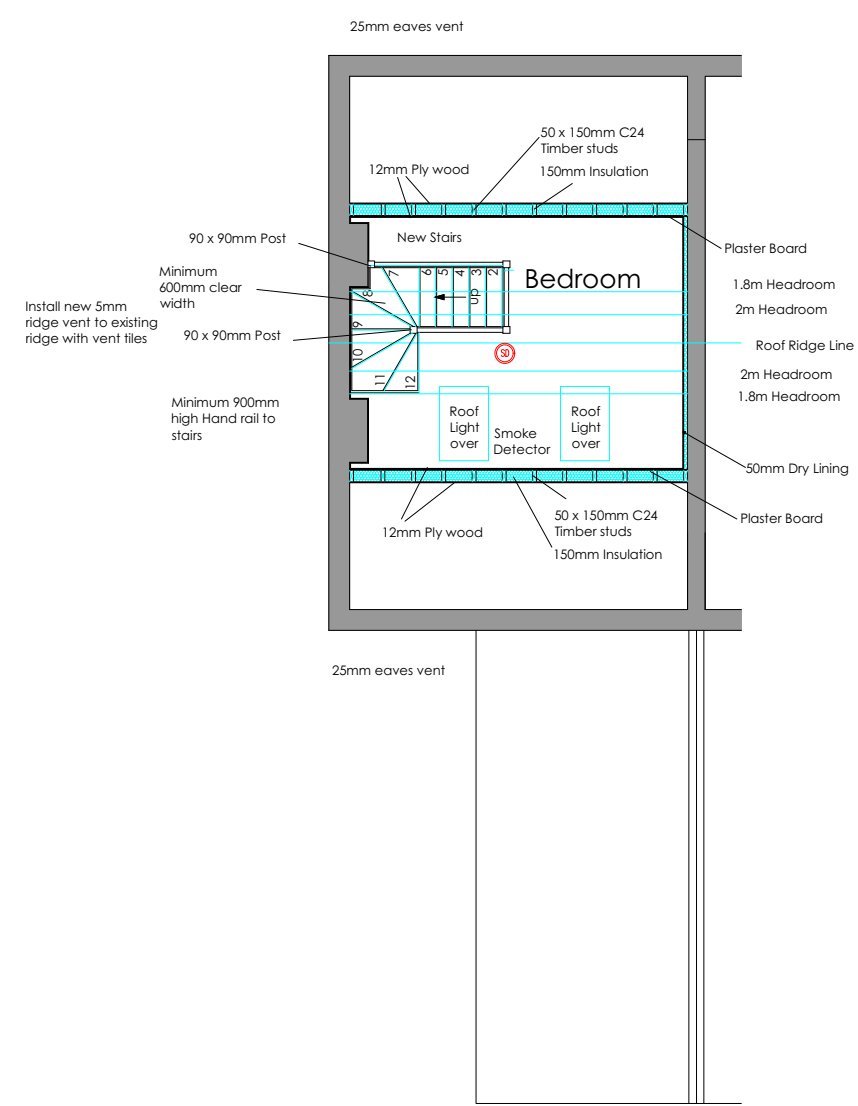 25mm eaves vent
50 x 150mm C24
Timber studs
12mm Ply wood
150mm Insulation
90 x 90mm Post
New Stairs
Plaster Board
Minimum
600mm clear
width
Bedroom
1.8m Headroom
2m Headroom
Install new 5mm
ridge vent to existing
ridge with vent tiles
90 x 90mm Post
7
6
5
4
3
2
up
8
9
10
11
12
SD
Roof Ridge Line
2m Headroom
1.8m Headroom
Minimum 900mm
high Hand rail to
stairs
Roof
Light
over
Smoke
Detector
Roof
Light
over
50mm Dry Lining
12mm Ply wood
50 x 150mm C24
Timber studs
150mm Insulation
Plaster Board
25mm eaves vent